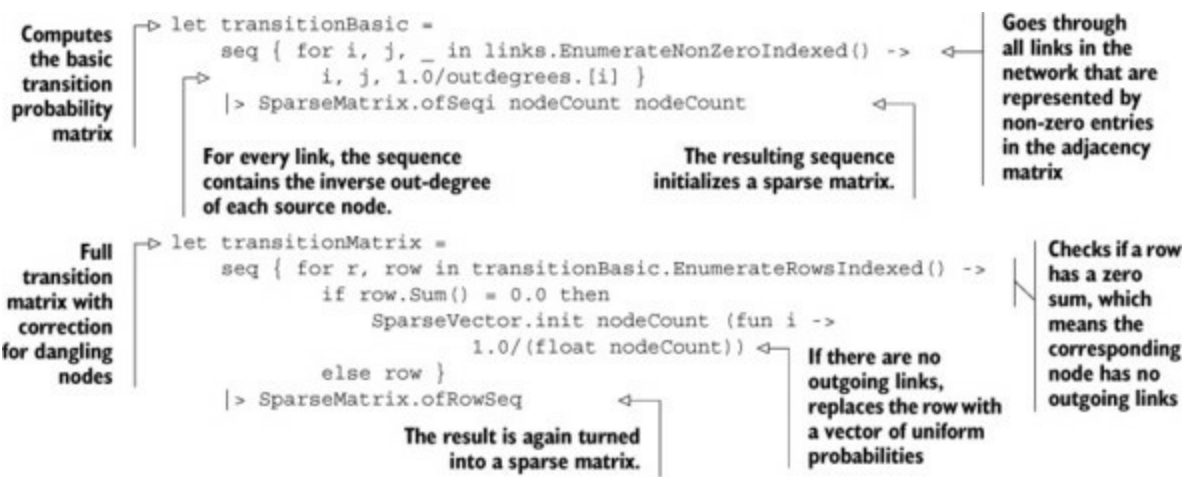 Computes
the basic
transition
probability
matrix
let transitionBasic =
seq { for i, j, _ in links.EnumerateNonZeroIndexed() ->
i, j, 1.0/outdegrees.[i] }
|> SparseMatrix.ofSeqi nodeCount nodeCount
Goes through
all links in the
network that are
represented by
non-zero entries
in the adjacency
matrix
For every link, the sequence
contains the inverse out-degree
of each source node.
The resulting sequence
initializes a sparse matrix.
Full
transition
matrix with
correction
for dangling
nodes
let transitionMatrix =
seq { for r, row in transitionBasic.EnumerateRowsIndexed() ->
if row.Sum() = 0.0 then
SparseVector.init nodeCount (fun i ->
1.0/(float nodeCount))
else row }
|> SparseMatrix.ofRowSeq
Checks if a row
has a zero
sum, which
means the
corresponding
node has no
outgoing links
If there are no
outgoing links,
replaces the row with
a vector of uniform
probabilities
The result is again turned
into a sparse matrix.